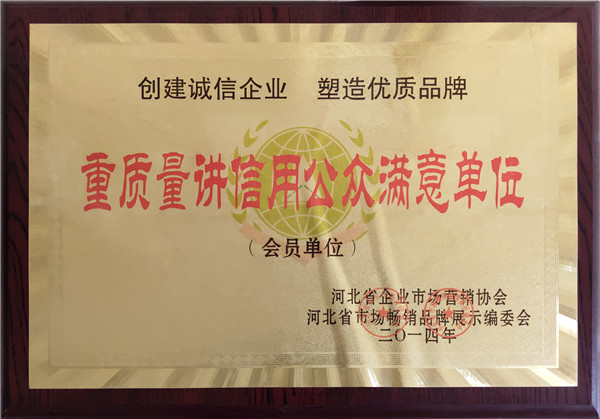 创建诚信企业 塑造优质品牌
重质量讲信用公众满意单位
(会员单位)
河北省企业市场营销协会
河北省市场畅销品牌展示编委会
二〇一四年